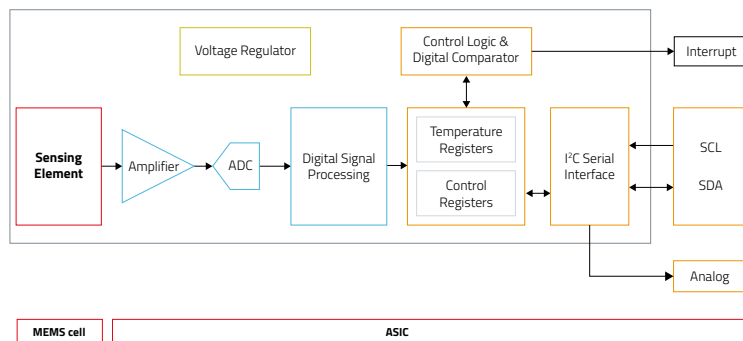 Voltage Regulator
Control Logic &
Digital Comparator
Interrupt
Sensing
Element
Amplifier
ADC
Digital Signal
Processing
Temperature
Registers
Control
Registers
I²C Serial
Interface
SCL
SDA
Analog
MEMS cell
ASIC